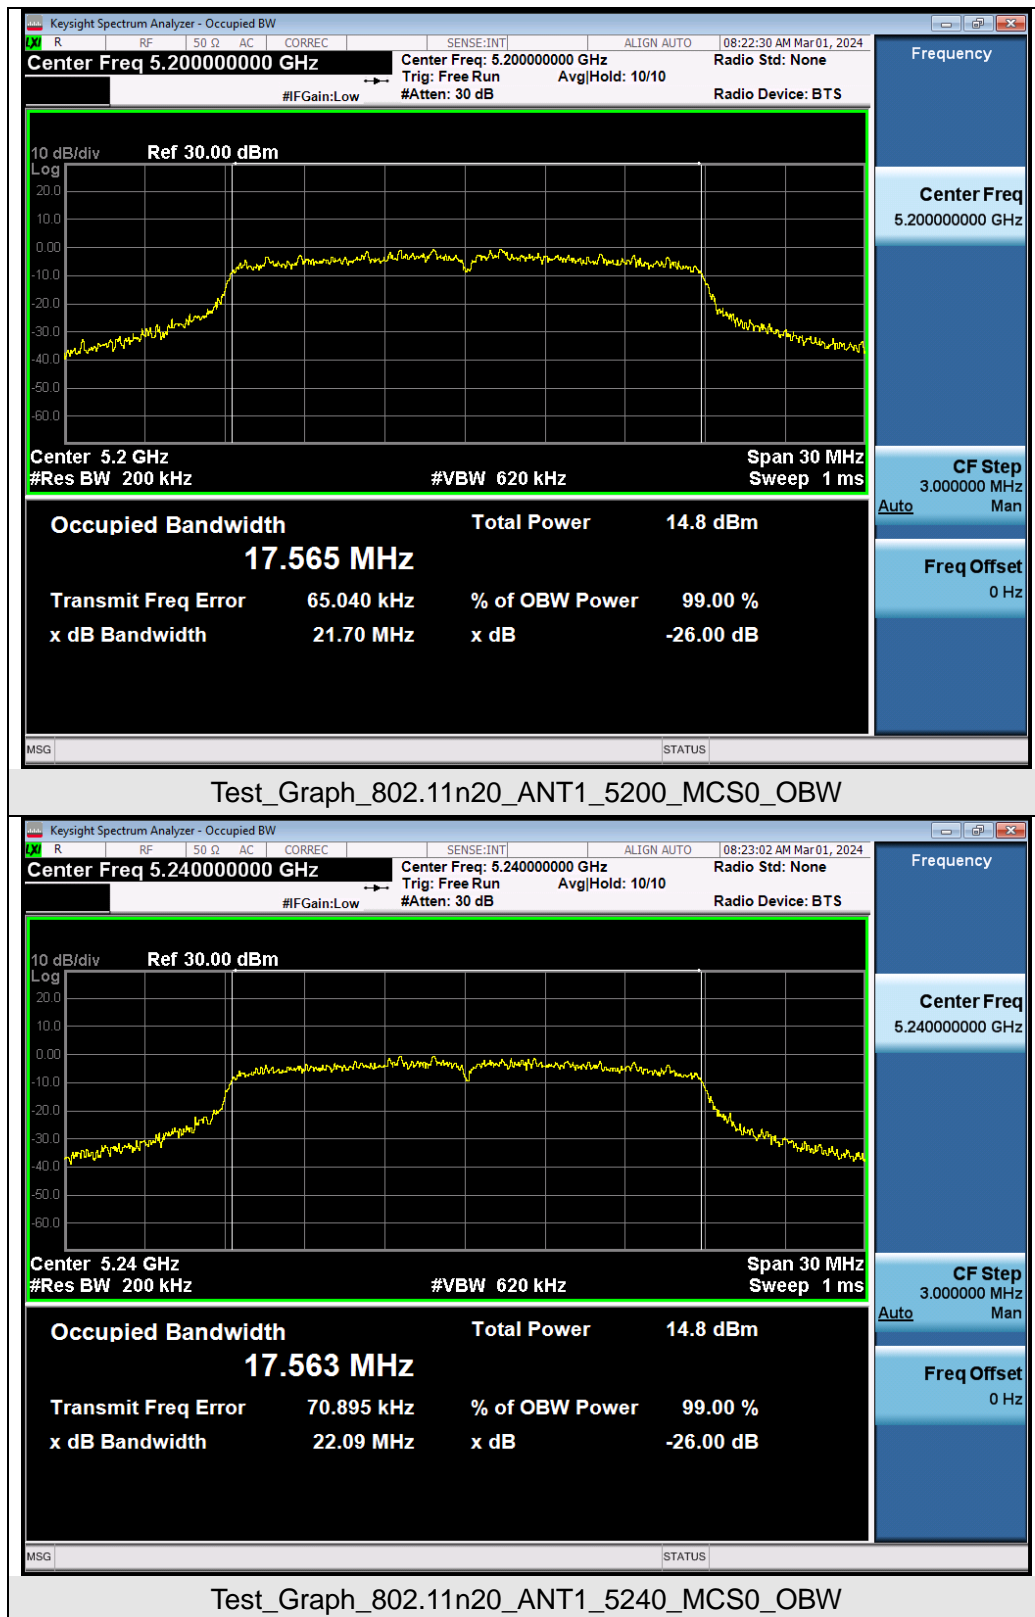 Keysight Spectrum Analyzer - Occupied BW
LXI R RF 50 Ω AC CORREC SENSE:INT ALIGN AUTO 08:22:30 AM Mar 01, 2024
Center Freq 5.200000000 GHz
Center Freq: 5.200000000 GHz Radio Std: None
Trig: Free Run Avg|Hold: 10/10
#IFGain:Low #Atten: 30 dB Radio Device: BTS
Frequency
10 dB/div Ref 30.00 dBm
Log
20.0
10.0
0.00
-10.0
-20.0
-30.0
-40.0
-50.0
-60.0
Center 5.2 GHz Span 30 MHz
#Res BW 200 kHz #VBW 620 kHz Sweep 1 ms
Center Freq
5.200000000 GHz
CF Step
3.000000 MHz
Auto Man
Freq Offset
0 Hz
Occupied Bandwidth Total Power 14.8 dBm
17.565 MHz
Transmit Freq Error 65.040 kHz % of OBW Power 99.00 %
x dB Bandwidth 21.70 MHz x dB -26.00 dB
MSG STATUS
Test_Graph_802.11n20_ANT1_5200_MCS0_OBW
Keysight Spectrum Analyzer - Occupied BW
LXI R RF 50 Ω AC CORREC SENSE:INT ALIGN AUTO 08:23:02 AM Mar 01, 2024
Center Freq 5.240000000 GHz
Center Freq: 5.240000000 GHz Radio Std: None
Trig: Free Run Avg|Hold: 10/10
#IFGain:Low #Atten: 30 dB Radio Device: BTS
Frequency
10 dB/div Ref 30.00 dBm
Log
20.0
10.0
0.00
-10.0
-20.0
-30.0
-40.0
-50.0
-60.0
Center 5.24 GHz Span 30 MHz
#Res BW 200 kHz #VBW 620 kHz Sweep 1 ms
Center Freq
5.240000000 GHz
CF Step
3.000000 MHz
Auto Man
Freq Offset
0 Hz
Occupied Bandwidth Total Power 14.8 dBm
17.563 MHz
Transmit Freq Error 70.895 kHz % of OBW Power 99.00 %
x dB Bandwidth 22.09 MHz x dB -26.00 dB
MSG STATUS
Test_Graph_802.11n20_ANT1_5240_MCS0_OBW